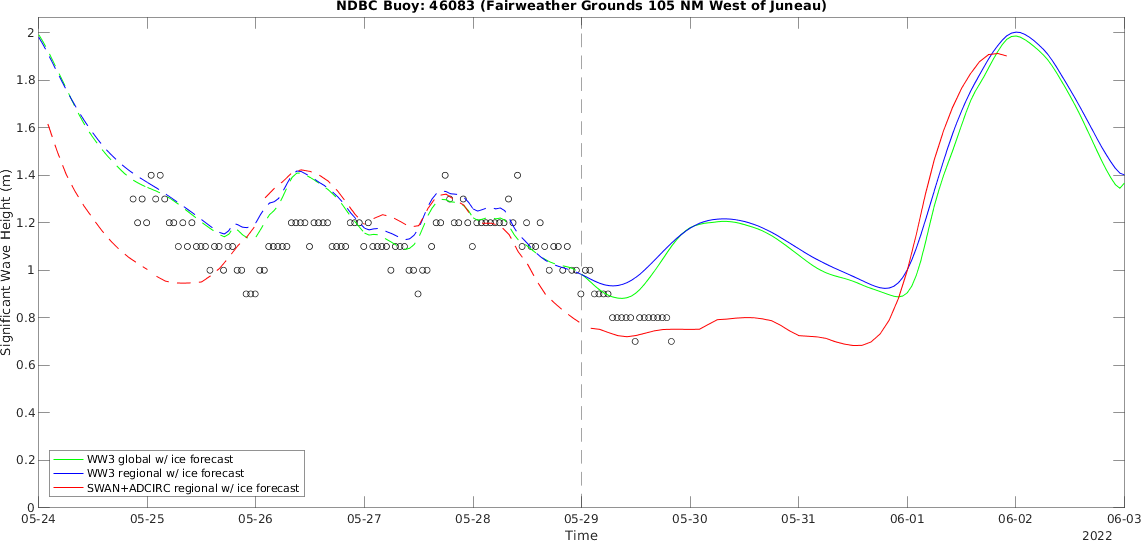 NDBC Buoy: 46083 (Fairweather Grounds 105 NM West of Juneau)
Significant Wave Height (m)
2
1.8
1.6
1.4
1.2
1
0.8
0.6
0.4
0.2
0
WW3 global w/ ice forecast
WW3 regional w/ ice forecast
SWAN+ADCIRC regional w/ ice forecast
05-24 05-25 05-26 05-27 05-28 05-29 05-30 05-31 06-01 06-02 06-03
Time
2022